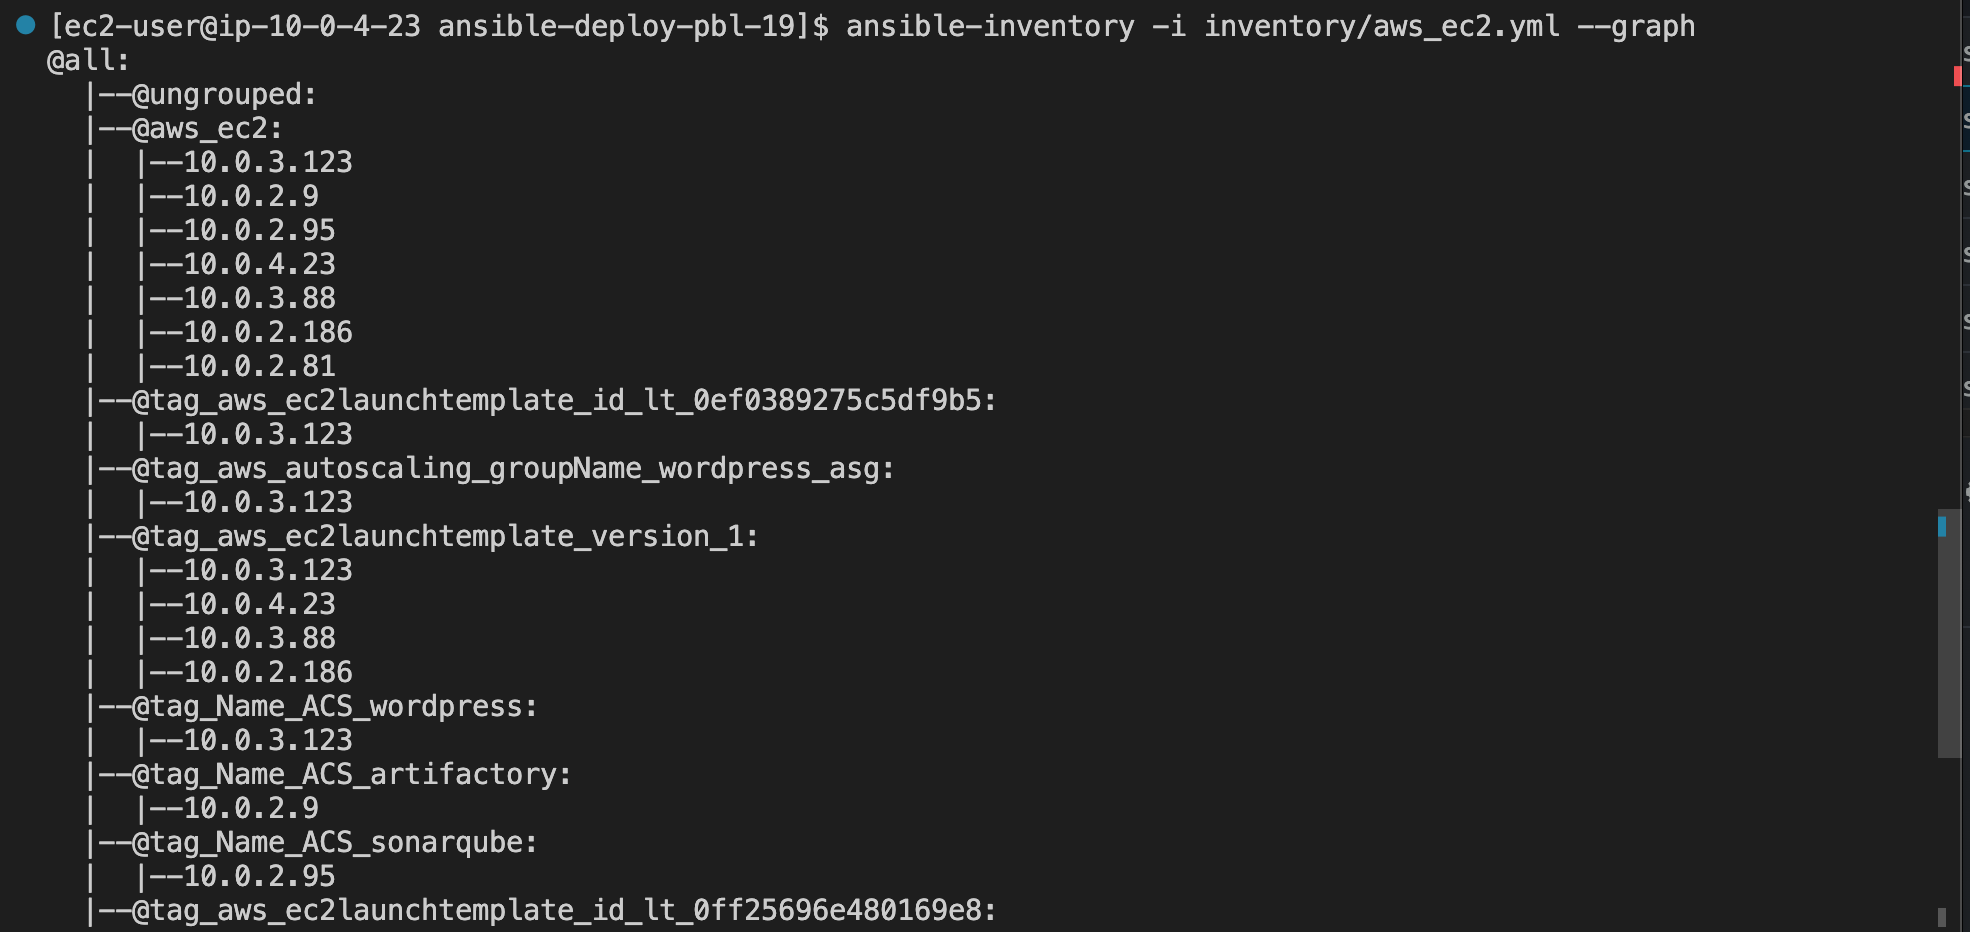 [ec2-user@ip-10-0-4-23 ansible-deploy-pbl-19]$ ansible-inventory -i inventory/aws_ec2.yml --graph
@all:
  |--@ungrouped:
  |--@aws_ec2:
  |  |--10.0.3.123
  |  |--10.0.2.9
  |  |--10.0.2.95
  |  |--10.0.4.23
  |  |--10.0.3.88
  |  |--10.0.2.186
  |  |--10.0.2.81
  |--@tag_aws_ec2launchtemplate_id_lt_0ef0389275c5df9b5:
  |  |--10.0.3.123
  |--@tag_aws_autoscaling_groupName_wordpress_asg:
  |  |--10.0.3.123
  |--@tag_aws_ec2launchtemplate_version_1:
  |  |--10.0.3.123
  |  |--10.0.4.23
  |  |--10.0.3.88
  |  |--10.0.2.186
  |--@tag_Name_ACS_wordpress:
  |  |--10.0.3.123
  |--@tag_Name_ACS_artifactory:
  |  |--10.0.2.9
  |--@tag_Name_ACS_sonarqube:
  |  |--10.0.2.95
  |--@tag_aws_ec2launchtemplate_id_lt_0ff25696e480169e8: